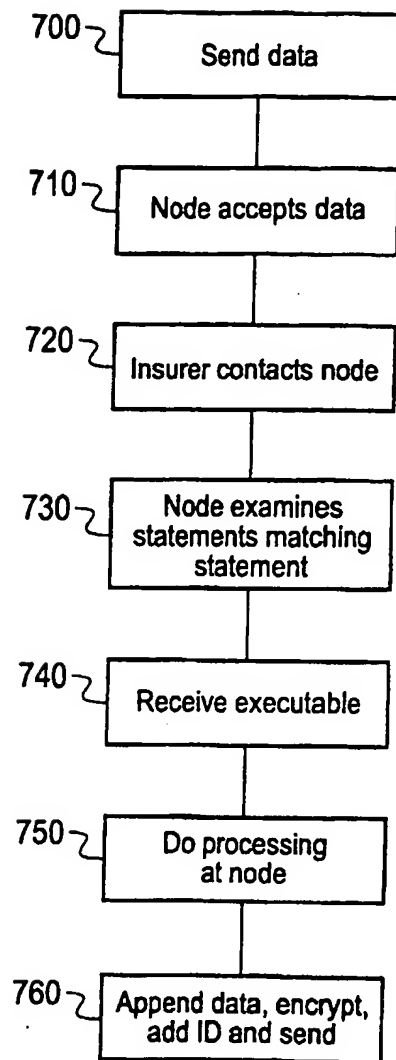 700
Send data
710
Node accepts data
720
Insurer contacts node
730
Node examines
statements matching
statement
740
Receive executable
750
Do processing
at node
760
Append data, encrypt,
add ID and send